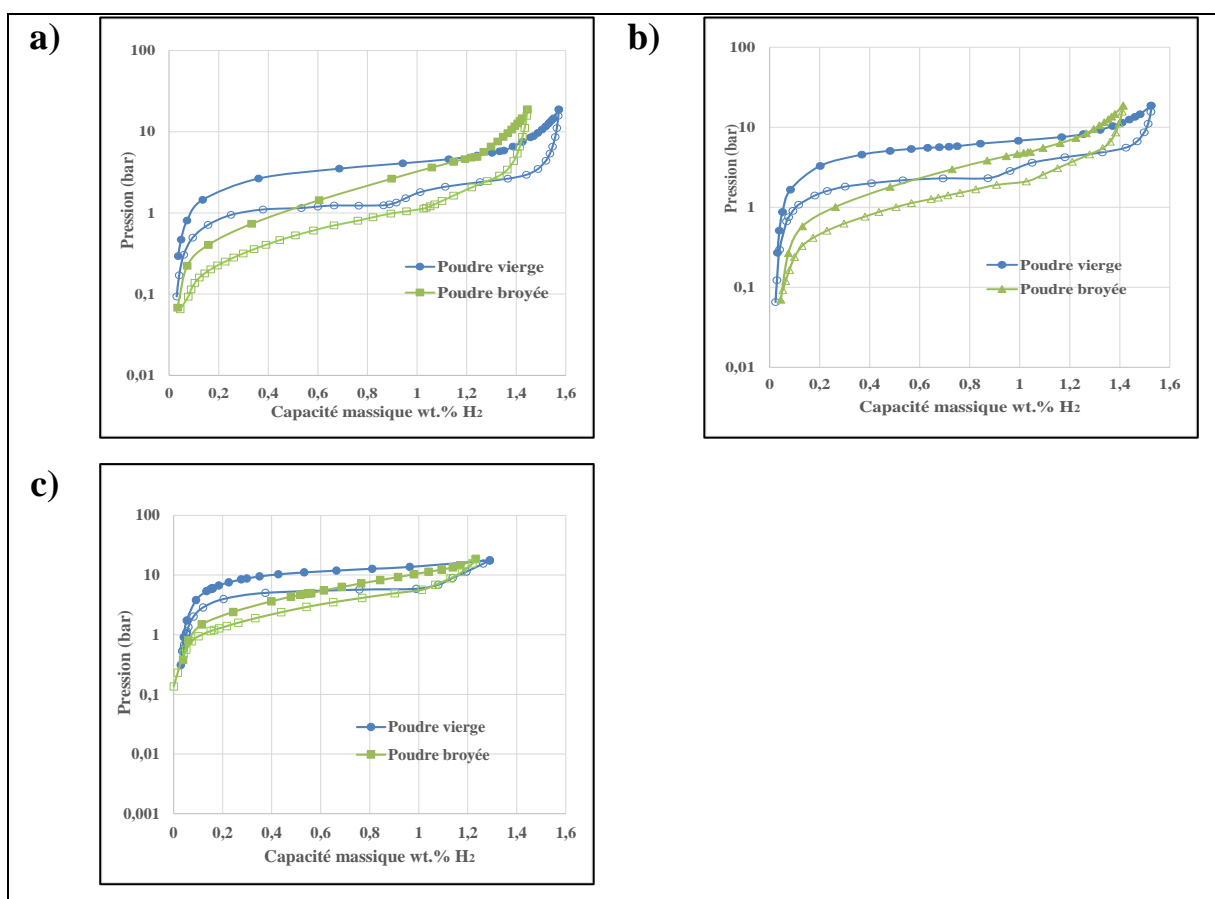 a)
100
10
1
0,1
0,01
Pression (bar)
0 0,2 0,4 0,6 0,8 1 1,2 1,4 1,6
Capacité massique wt.% H2
Poudre vierge
Poudre broyée
b)
100
10
1
0,1
0,01
Pression (bar)
0 0,2 0,4 0,6 0,8 1 1,2 1,4 1,6
Capacité massique wt.% H2
Poudre vierge
Poudre broyée
c)
100
10
1
0,1
0,01
0,001
Pression (bar)
0 0,2 0,4 0,6 0,8 1 1,2 1,4 1,6
Capacité massique wt.% H2
Poudre vierge
Poudre broyée